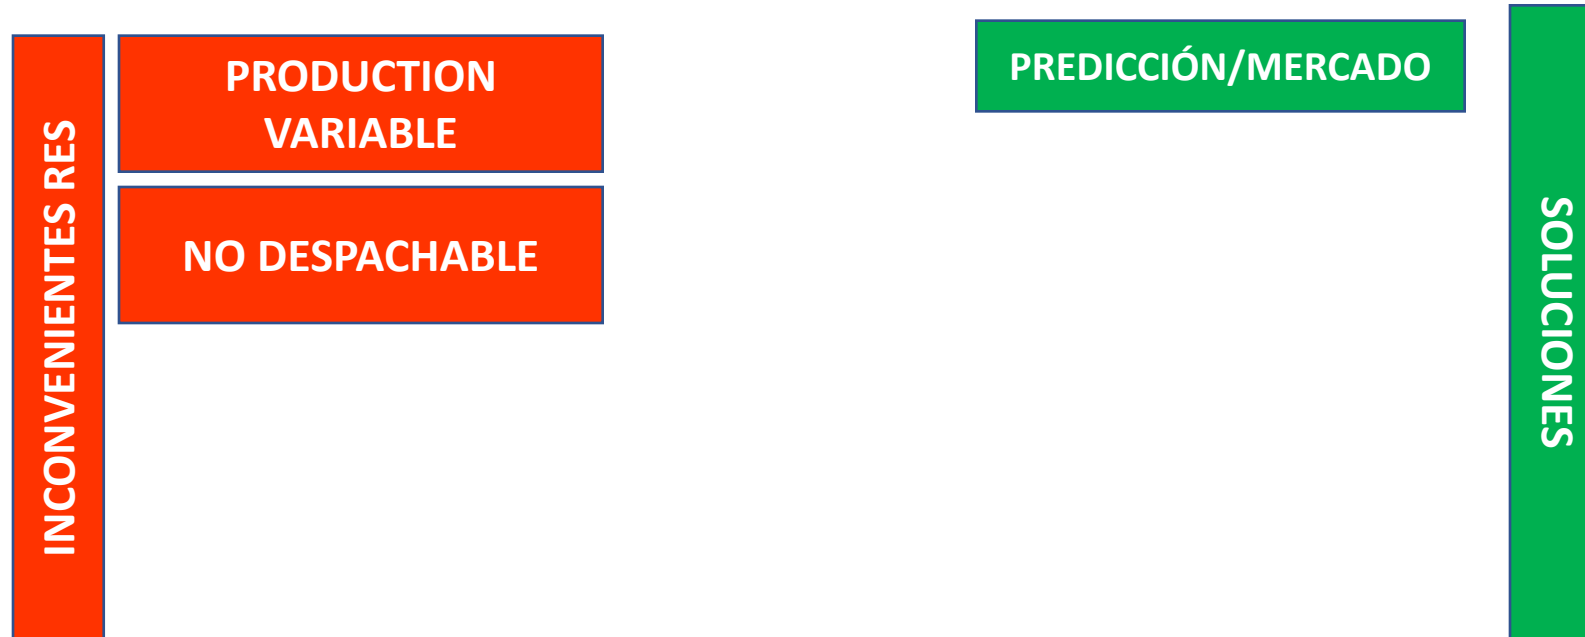 INCONVENIENTES RES
PRODUCTION
VARIABLE
NO DESPACHABLE
PREDICCIÓN/MERCADO
SOLUCIONES